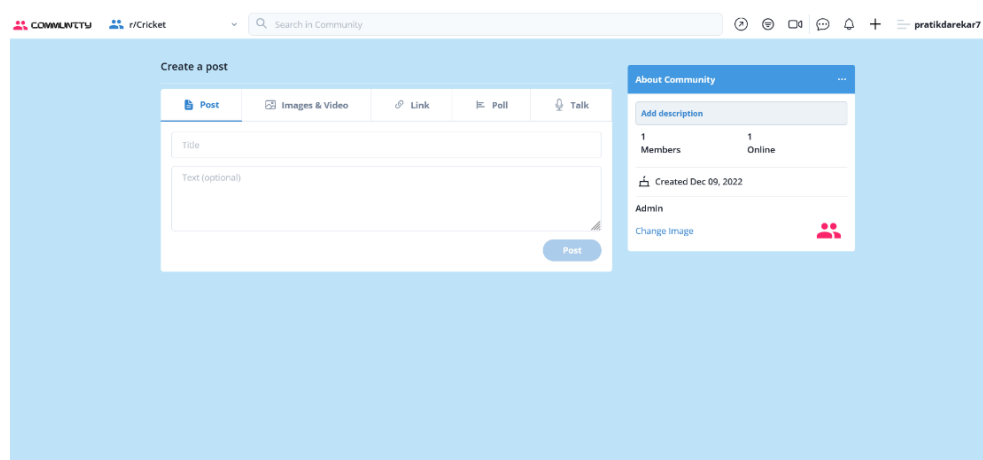 COMMUNITY r/Cricket Search in Community pratikdarekar7
Create a post
Post Images & Video Link Poll Talk
Title
Text (optional)
Post
About Community ...
Add description
1 1
Members Online
Created Dec 09, 2022
Admin
Change Image